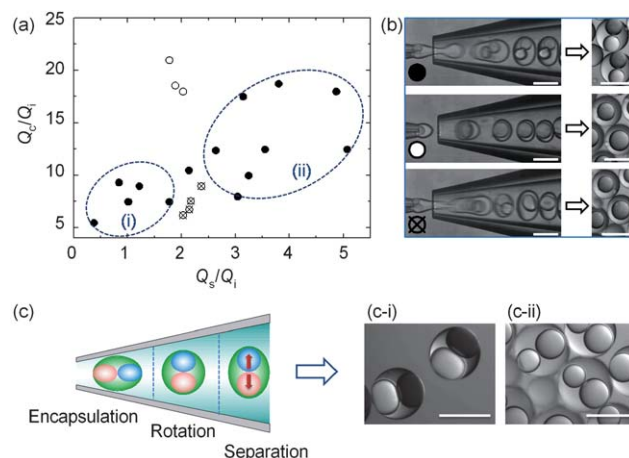 (a)
Qc/Qi
25
20
15
10
5
(i)
(ii)
0 1 2 3 4 5
Qs/Qi
(b)
(c)
Encapsulation
Rotation
Separation
(c-i)
(c-ii)